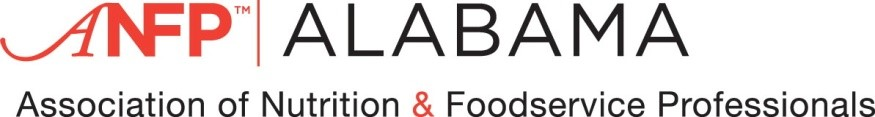 ANFP™ | ALABAMA
Association of Nutrition & Foodservice Professionals